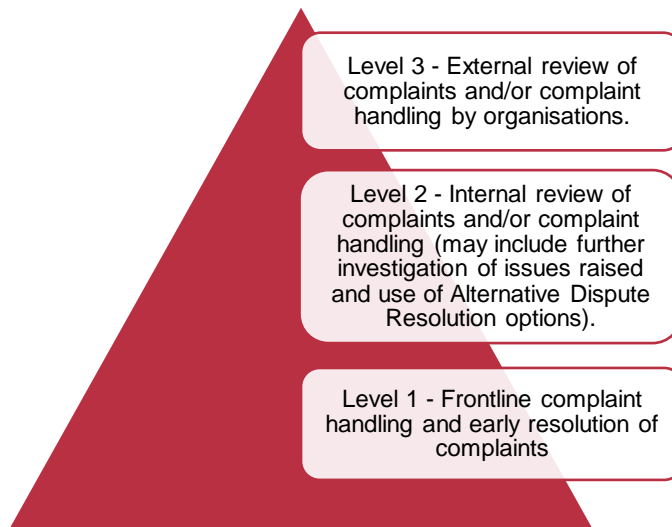 Level 3 - External review of
complaints and/or complaint
handling by organisations.
Level 2 - Internal review of
complaints and/or complaint
handling (may include further
investigation of issues raised
and use of Alternative Dispute
Resolution options).
Level 1 - Frontline complaint
handling and early resolution of
complaints